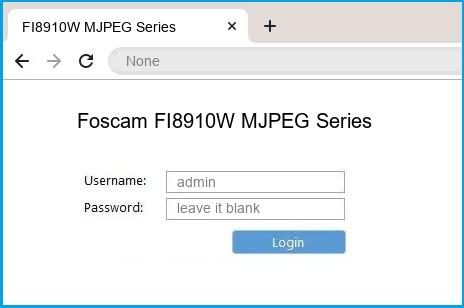 FI8910W MJPEG Series
None
Foscam FI8910W MJPEG Series
Username: admin
Password: leave it blank
Login